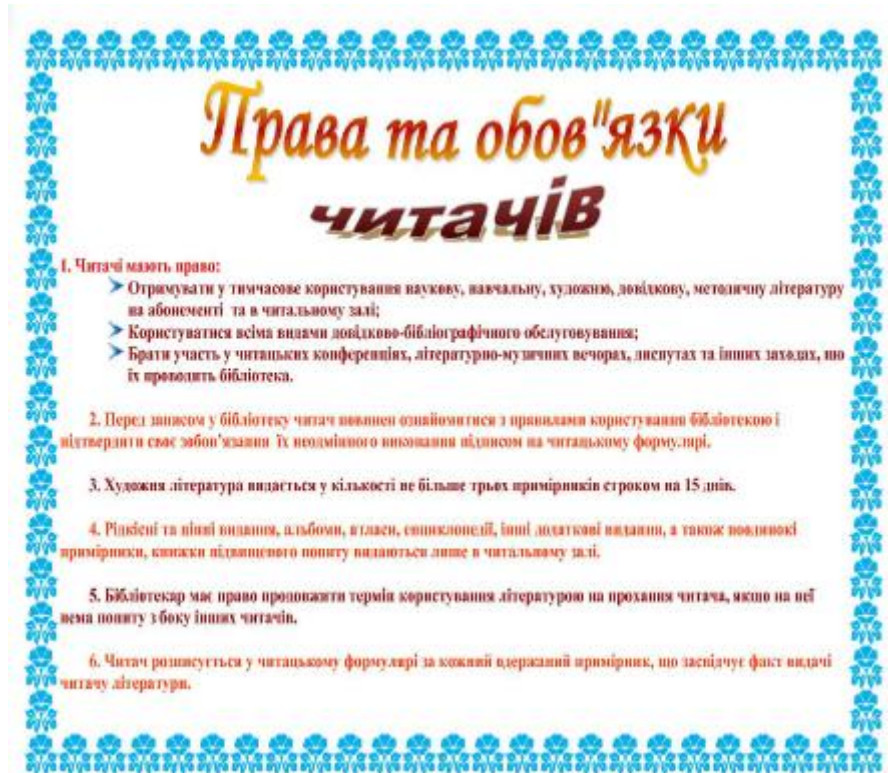 Права та обов"язки
читачів
1. Читачі мають право:
Отримувати у тимчасове користування наукову, навчальну, художню, довідкову, методичну літературу
на абонементі та в читальному залі;
Користуватися всіма видами довідково-бібліографічного обслуговування;
Брати участь у читацьких конференціях, літературно-музичних вечорах, диспутах та інших заходах, що
їх проводить бібліотека.
2. Перед записом у бібліотеку читач повинен ознайомитися з правилами користування бібліотекою і
підтвердити своє зобов'язання їх неодмінного виконання підписом на читацькому формулярі.
3. Художня література видається у кількості не більше трьох примірників строком на 15 днів.
4. Рідкісні та цінні видання, альбоми, атласи, енциклопедії, інші додаткові видання, а також поодинокі
примірники, книжки підвищеного попиту видаються лише в читальному залі.
5. Бібліотекар має право продовжити термін користування літературою на прохання читача, якщо на неї
нема попиту з боку інших читачів.
6. Читач розписується у читацькому формулярі за кожний одержаний примірник, що засвідчує факт видачі
читачу літератури.